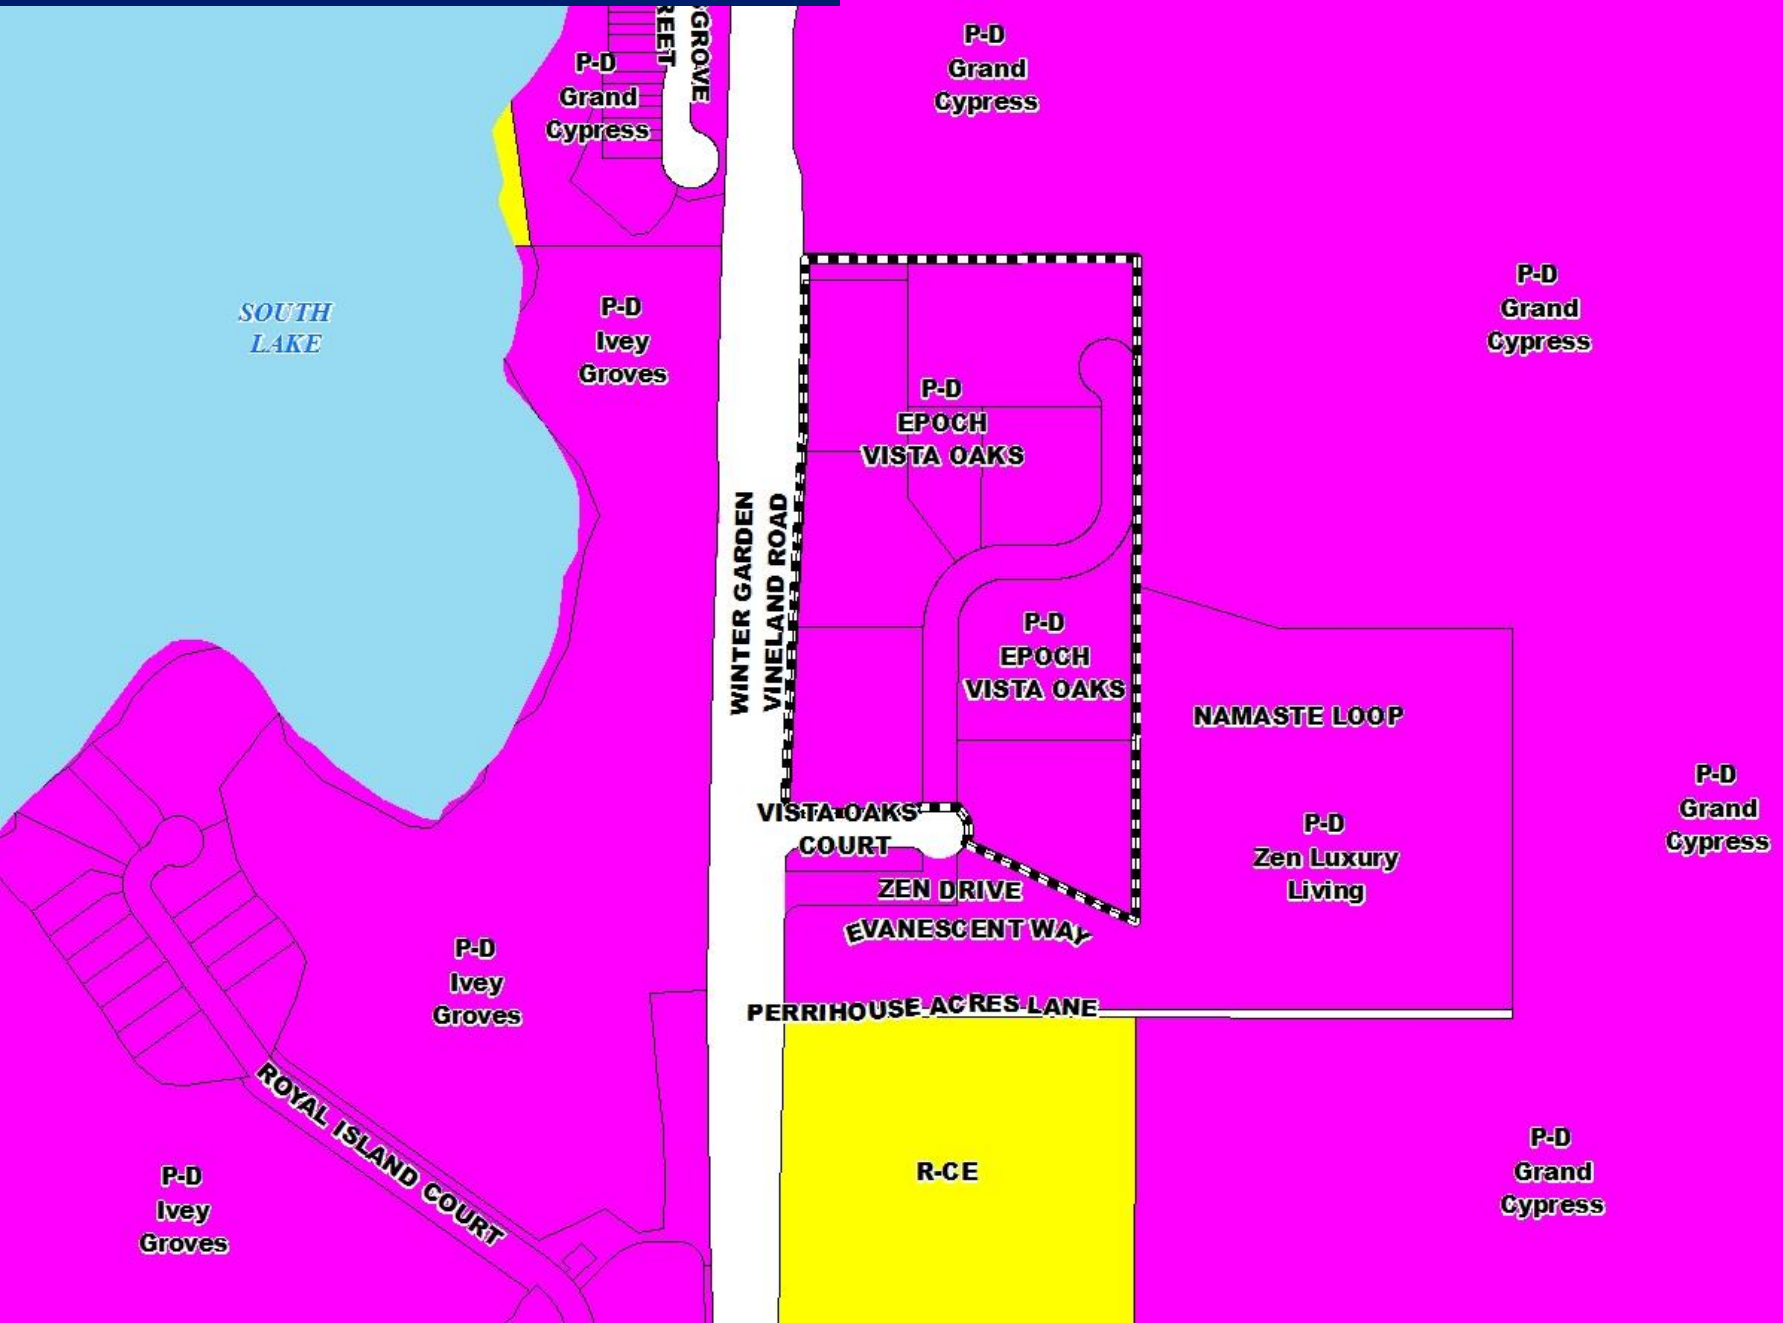 GROVE
REET
P-D
Grand
Cypress
P-D
Grand
Cypress
P-D
Grand
Cypress
SOUTH
LAKE
P-D
Ivey
Groves
P-D
EPOCH
VISTA OAKS
WINTER GARDEN
VINELAND ROAD
P-D
EPOCH
VISTA OAKS
NAMASTE LOOP
P-D
Grand
Cypress
VISTA OAKS
COURT
P-D
Zen Luxury
Living
ZEN DRIVE
EVANESCENT WAY
P-D
Ivey
Groves
PERRIHOUSE ACRES LANE
ROYAL ISLAND COURT
P-D
Ivey
Groves
R-CE
P-D
Grand
Cypress